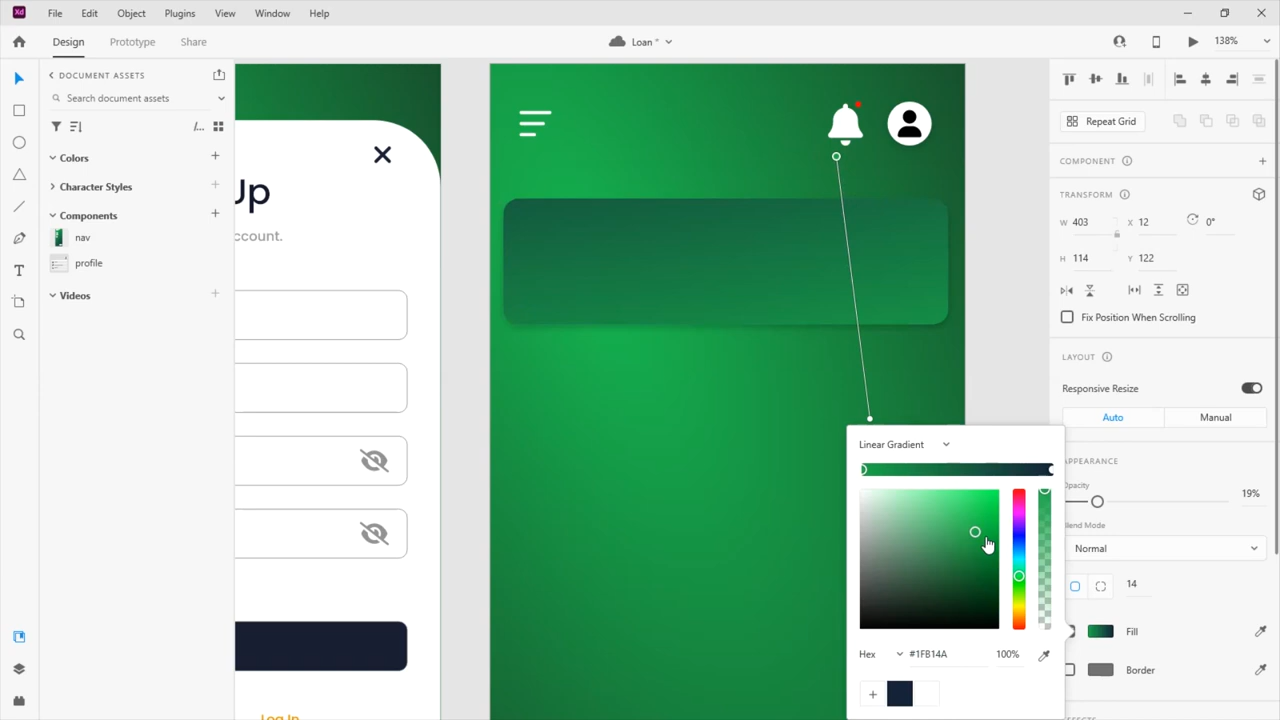 Xd File Edit Object Plugins View Window Help
Design Prototype Share Loan * 138%
DOCUMENT ASSETS
Search document assets
Colors
Character Styles
Components
nav
profile
Videos
Up
ccount.
Log In
Repeat Grid
COMPONENT
TRANSFORM
W 403 X 12 0°
H 114 Y 122
Fix Position When Scrolling
LAYOUT
Responsive Resize
Auto Manual
APPEARANCE
Opacity
19%
Blend Mode
Normal
14
Fill
Border
Linear Gradient
Hex #1FB14A 100%